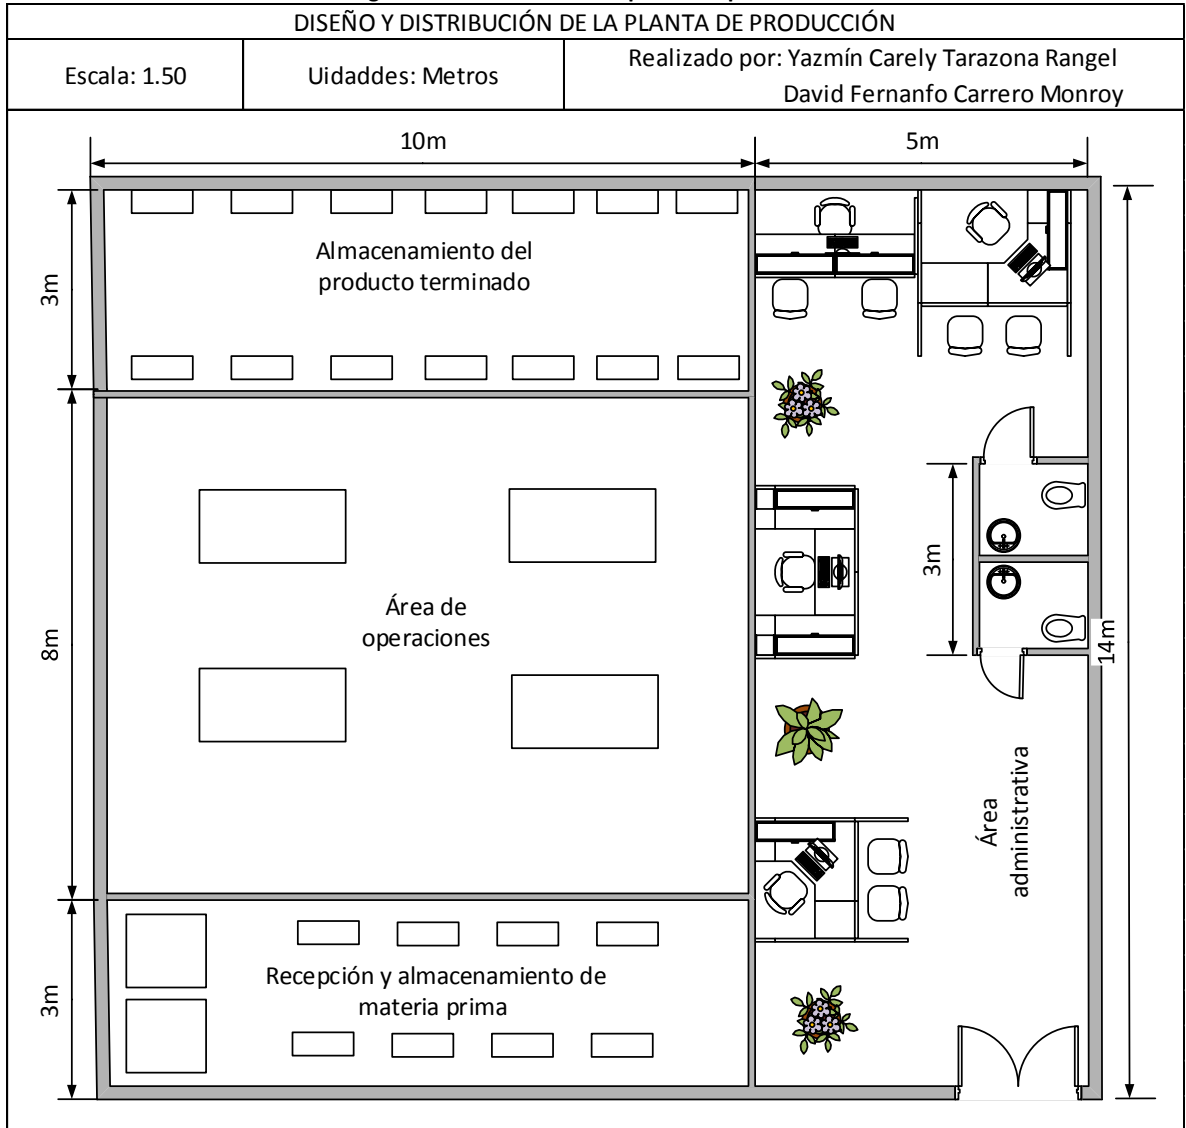 DISEÑO Y DISTRIBUCIÓN DE LA PLANTA DE PRODUCCIÓN
Escala: 1.50
Uidaddes: Metros
Realizado por: Yazmín Carely Tarazona Rangel
David Fernanfo Carrero Monroy
10m
5m
3m
Almacenamiento del
producto terminado
8m
Área de
operaciones
3m
14m
Área
administrativa
3m
Recepción y almacenamiento de
materia prima